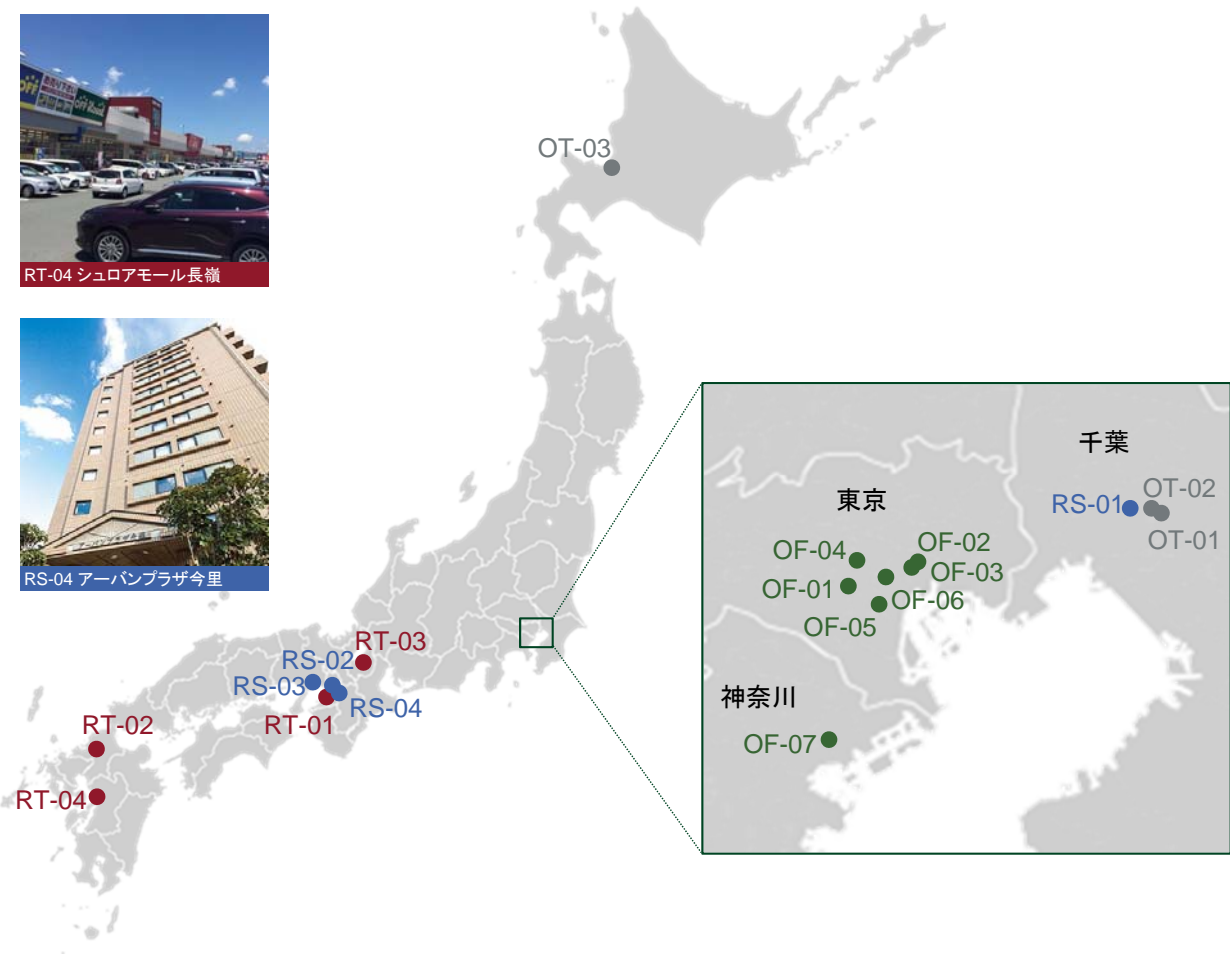 OFF
OFF House
RT-04 シュロアモール長嶺
RS-04 アーバンプラザ今里
OT-03
RT-03
RS-02
RS-03
RS-04
RT-01
RT-02
RT-04
千葉
OT-02
RS-01
OT-01
東京
OF-02
OF-04
OF-03
OF-01
OF-06
OF-05
神奈川
OF-07